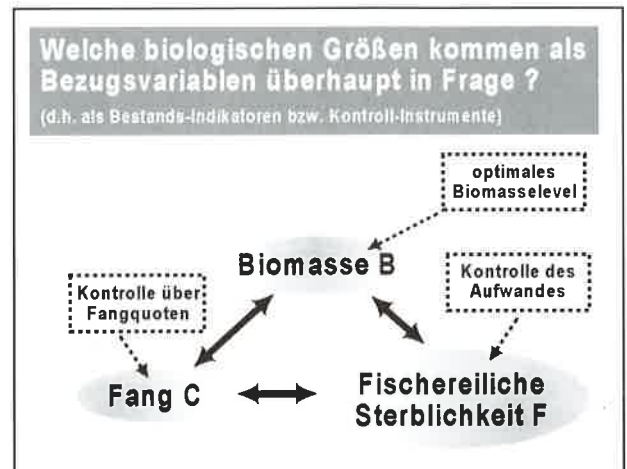 Welche biologischen Größen kommen als
Bezugsvariablen überhaupt in Frage ?
(d.h. als Bestands-Indikatoren bzw. Kontroll-Instrumente)
optimales
Biomasselevel
Biomasse B
Kontrolle über
Fangquoten
Kontrolle des
Aufwandes
Fang C
Fischereiliche
Sterblichkeit F